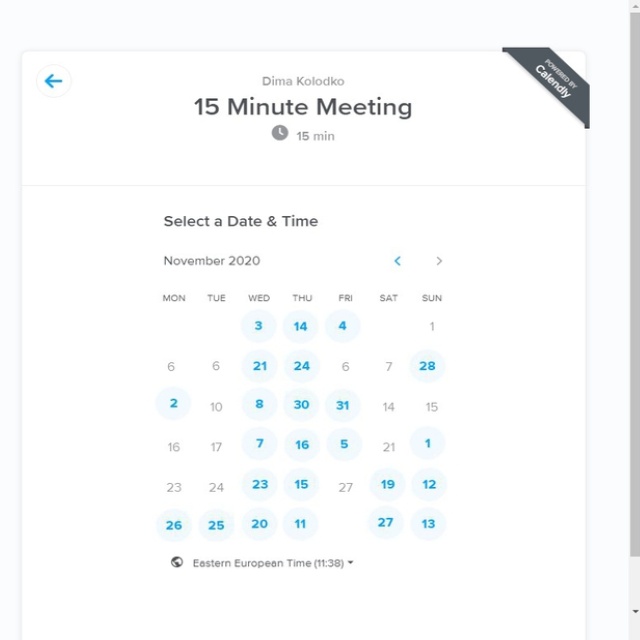 Dima Kolodko
POWERED BY
Calendly
15 Minute Meeting
15 min
Select a Date & Time
November 2020
MON TUE WED THU FRI SAT SUN
3 14 4 1
6 6 21 24 6 7 28
2 10 8 30 31 14 15
16 17 7 16 5 21 1
23 24 23 15 27 19 12
26 25 20 11 27 13
Eastern European Time (11:38)